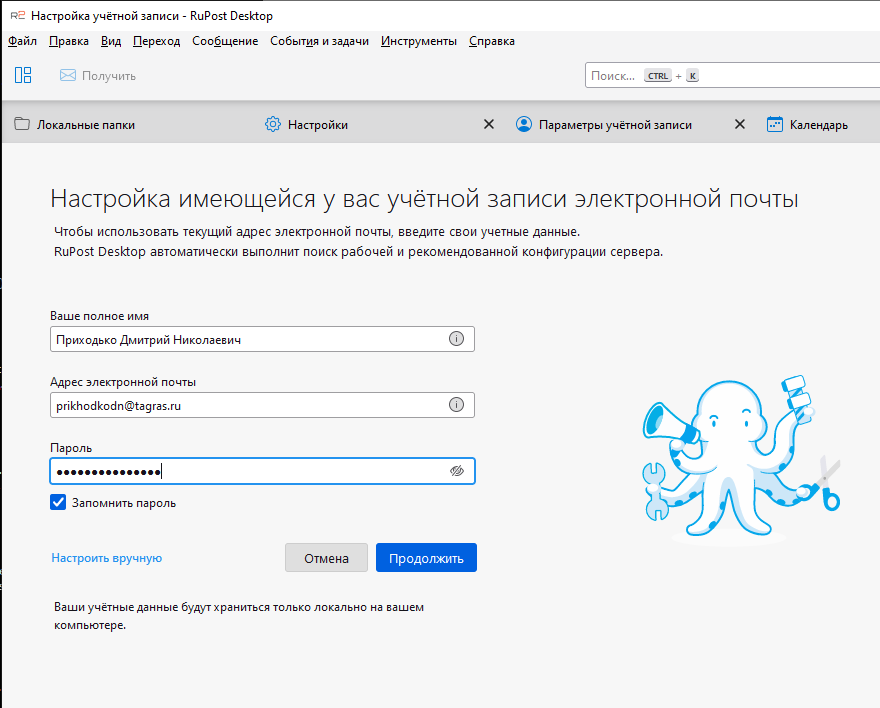 R2 Настройка учётной записи - RuPost Desktop
Файл Правка Вид Переход Сообщение События и задачи Инструменты Справка
Получить
Поиск... CTRL + K
Локальные папки Настройки Параметры учётной записи Календарь
Настройка имеющейся у вас учётной записи электронной почты
Чтобы использовать текущий адрес электронной почты, введите свои учетные данные.
RuPost Desktop автоматически выполнит поиск рабочей и рекомендованной конфигурации сервера.
Ваше полное имя
Приходько Дмитрий Николаевич
Адрес электронной почты
prikhodkodn@tagras.ru
Пароль
•••••••••••••••
Запомнить пароль
Настроить вручную Отмена Продолжить
Ваши учётные данные будут храниться только локально на вашем
компьютере.